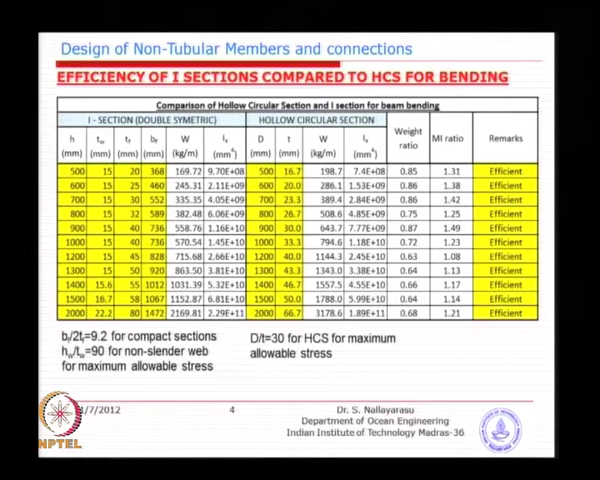 Design of Non-Tubular Members and connections
EFFICIENCY OF I SECTIONS COMPARED TO HCS FOR BENDING
Comparison of Hollow Circular Section and I section for beam bending
I - SECTION (DOUBLE SYMETRIC) HOLLOW CIRCULAR SECTION Weight ratio MI ratio Remarks
h tw tf bf W Ix D t W Ix
(mm) (mm) (mm) (mm) (kg/m) (mm4) (mm) (mm) (kg/m) (mm4)
500 15 20 368 169.72 9.70E+08 500 16.7 198.7 7.4E+08 0.85 1.31 Efficient
600 15 25 460 245.31 2.11E+09 600 20.0 286.1 1.53E+09 0.86 1.38 Efficient
700 15 30 552 335.35 4.05E+09 700 23.3 389.4 2.84E+09 0.86 1.42 Efficient
800 15 32 589 382.48 6.06E+09 800 26.7 508.6 4.85E+09 0.75 1.25 Efficient
900 15 40 736 558.76 1.16E+10 900 30.0 643.7 7.77E+09 0.87 1.49 Efficient
1000 15 40 736 570.54 1.45E+10 1000 33.3 794.6 1.18E+10 0.72 1.23 Efficient
1200 15 45 828 715.68 2.66E+10 1200 40.0 1144.3 2.45E+10 0.63 1.08 Efficient
1300 15 50 920 863.50 3.81E+10 1300 43.3 1343.0 3.38E+10 0.64 1.13 Efficient
1400 15.6 55 1012 1031.39 5.32E+10 1400 46.7 1557.5 4.55E+10 0.66 1.17 Efficient
1500 16.7 58 1067 1152.87 6.81E+10 1500 50.0 1788.0 5.99E+10 0.64 1.14 Efficient
2000 22.2 80 1472 2169.81 2.29E+11 2000 66.7 3178.6 1.89E+11 0.68 1.21 Efficient
bf/2tf=9.2 for compact sections
hw/tw=90 for non-slender web
for maximum allowable stress
D/t=30 for HCS for maximum
allowable stress
/7/2012
4
Dr. S. Nallayarasu
Department of Ocean Engineering
Indian Institute of Technology Madras-36
NPTEL